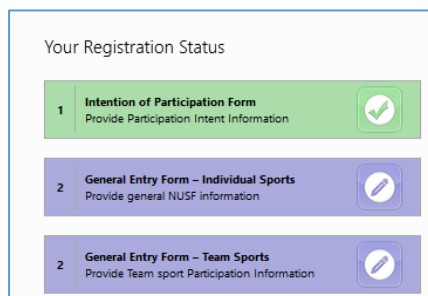 Your Registration Status
1
Intention of Participation Form
Provide Participation Intent Information
2
General Entry Form – Individual Sports
Provide general NUSF information
2
General Entry Form – Team Sports
Provide Team sport Participation Information